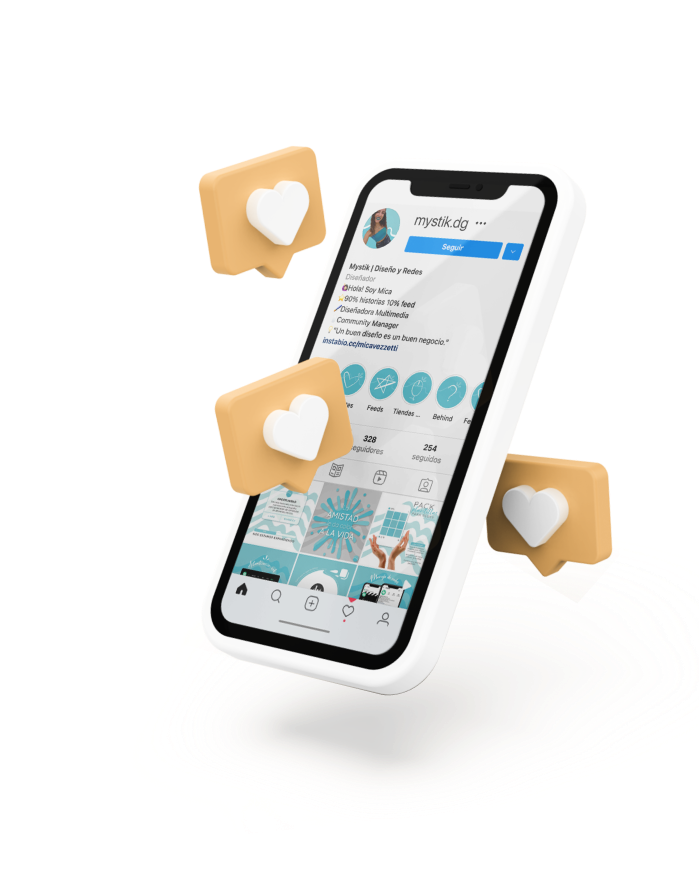 mystik.dg ...
Seguir
Mystik | Diseño y Redes
Diseñador
Hola! Soy Mica
90% historias 10% feed
Diseñadora Multimedia
Community Manager
"Un buen diseño es un buen negocio."
instabio.cc/micavezzetti
Feeds Tiendas ... Behind
328 254
seguidores seguidos
AMISTAD
A LA VIDA
PACK